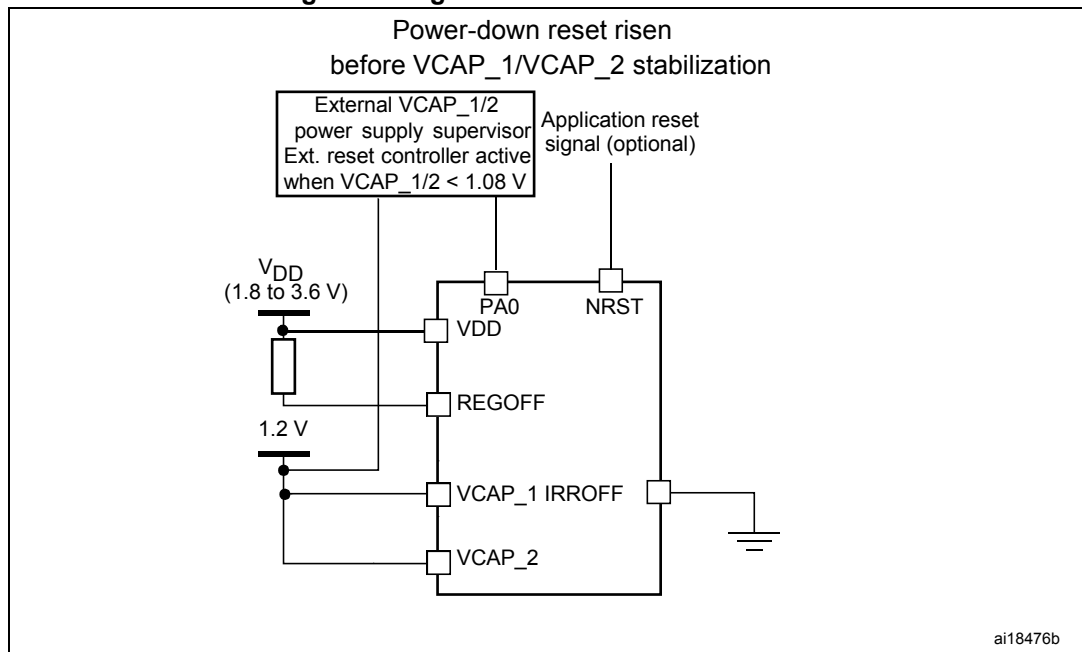 Power-down reset risen
before VCAP_1/VCAP_2 stabilization
External VCAP_1/2
power supply supervisor
Ext. reset controller active
when VCAP_1/2 < 1.08 V
Application reset
signal (optional)
VDD
(1.8 to 3.6 V)
PA0
NRST
VDD
REGOFF
1.2 V
VCAP_1 IRROFF
VCAP_2
ai18476b